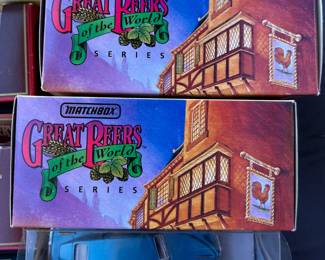 GREAT BEERS
of the World
SERIES
MATCHBOX
GREAT BEERS
of the World
SERIES